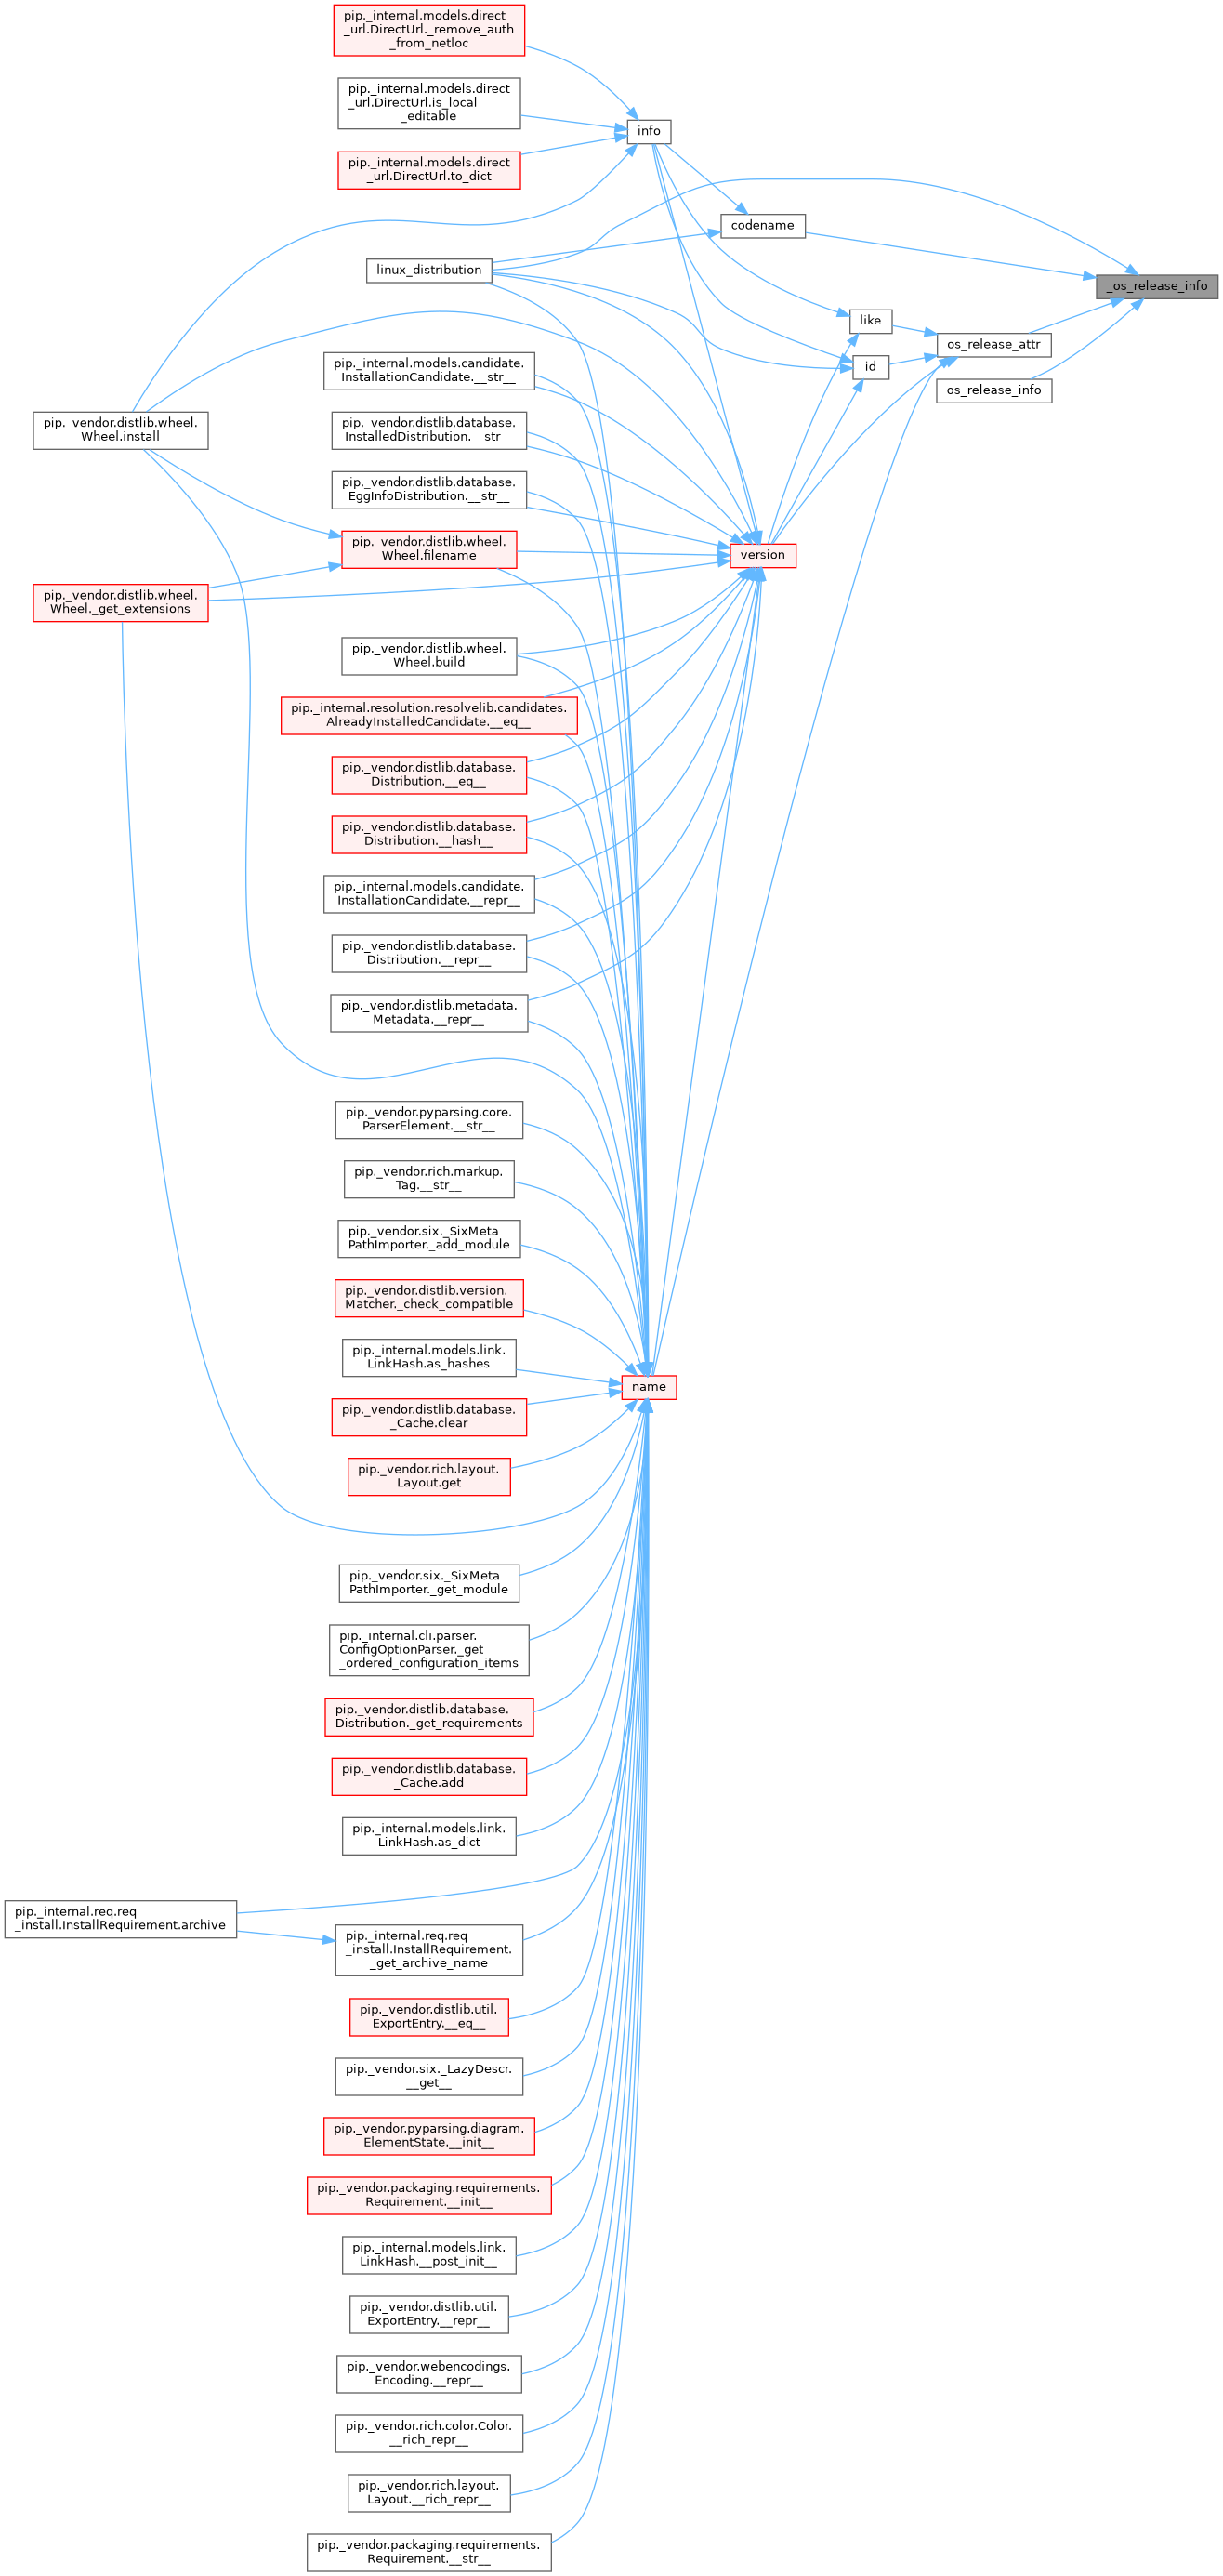 pip._internal.models.direct
_url.DirectUrl._remove_auth
_from_netloc
pip._internal.models.direct
_url.DirectUrl.is_local
_editable
info
pip._internal.models.direct
_url.DirectUrl.to_dict
codename
linux_distribution
_os_release_info
like
os_release_attr
id
os_release_info
pip._internal.models.candidate.
InstallationCandidate.__str__
pip._vendor.distlib.wheel.
Wheel.install
pip._vendor.distlib.database.
InstalledDistribution.__str__
pip._vendor.distlib.database.
EggInfoDistribution.__str__
pip._vendor.distlib.wheel.
Wheel.filename
version
pip._vendor.distlib.wheel.
Wheel._get_extensions
pip._vendor.distlib.wheel.
Wheel.build
pip._internal.resolution.resolvelib.candidates.
AlreadyInstalledCandidate.__eq__
pip._vendor.distlib.database.
Distribution.__eq__
pip._vendor.distlib.database.
Distribution.__hash__
pip._internal.models.candidate.
InstallationCandidate.__repr__
pip._vendor.distlib.database.
Distribution.__repr__
pip._vendor.distlib.metadata.
Metadata.__repr__
pip._vendor.pyparsing.core.
ParserElement.__str__
pip._vendor.rich.markup.
Tag.__str__
pip._vendor.six._SixMeta
PathImporter._add_module
pip._vendor.distlib.version.
Matcher._check_compatible
pip._internal.models.link.
LinkHash.as_hashes
name
pip._vendor.distlib.database.
_Cache.clear
pip._vendor.rich.layout.
Layout.get
pip._vendor.six._SixMeta
PathImporter._get_module
pip._internal.cli.parser.
ConfigOptionParser._get
_ordered_configuration_items
pip._vendor.distlib.database.
Distribution._get_requirements
pip._vendor.distlib.database.
_Cache.add
pip._internal.models.link.
LinkHash.as_dict
pip._internal.req.req
_install.InstallRequirement.archive
pip._internal.req.req
_install.InstallRequirement.
_get_archive_name
pip._vendor.distlib.util.
ExportEntry.__eq__
pip._vendor.six._LazyDescr.
__get__
pip._vendor.pyparsing.diagram.
ElementState.__init__
pip._vendor.packaging.requirements.
Requirement.__init__
pip._internal.models.link.
LinkHash.__post_init__
pip._vendor.distlib.util.
ExportEntry.__repr__
pip._vendor.webencodings.
Encoding.__repr__
pip._vendor.rich.color.Color.
__rich_repr__
pip._vendor.rich.layout.
Layout.__rich_repr__
pip._vendor.packaging.requirements.
Requirement.__str__